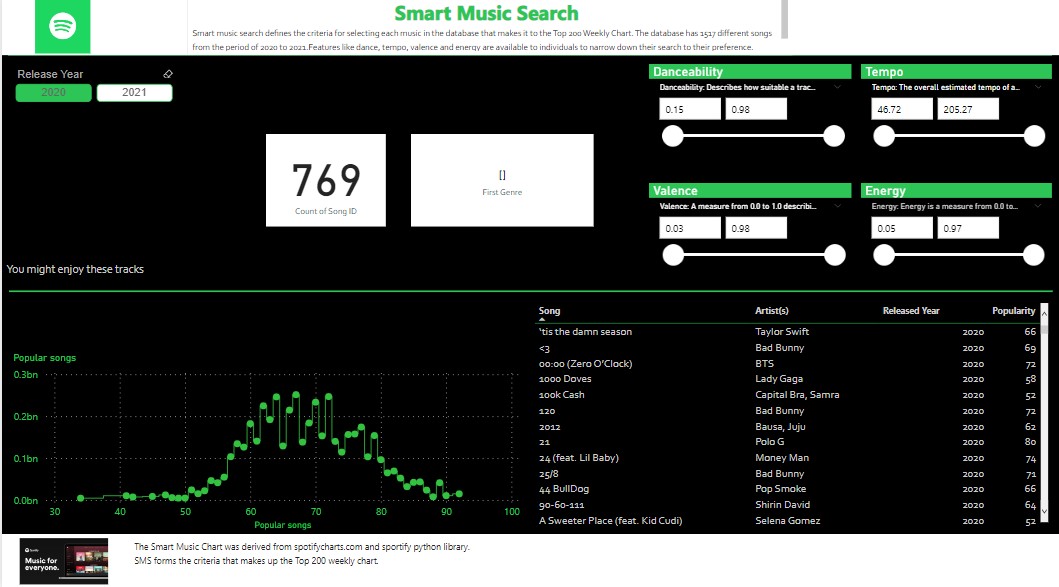 Smart Music Search
Smart music search defines the criteria for selecting each music in the database that makes it to the Top 200 Weekly Chart. The database has 1517 different songs
from the period of 2020 to 2021.Features like dance, tempo, valence and energy are available to individuals to narrow down their search to their preference.
Release Year
2020 2021
Danceability
Danceability: Describes how suitable a trac...
0.15 0.98
Tempo
Tempo: The overall estimated tempo of a...
46.72 205.27
769
Count of Song ID
[]
First Genre
Valence
Valence: A measure from 0.0 to 1.0 describi...
0.03 0.98
Energy
Energy: Energy is a measure from 0.0 to...
0.05 0.97
You might enjoy these tracks
Popular songs
0.3bn
0.2bn
0.1bn
0.0bn
30 40 50 60 70 80 90 100
Popular songs
Song Artist(s) Released Year Popularity
'tis the damn season Taylor Swift 2020 66
<3 Bad Bunny 2020 69
00:00 (Zero O'Clock) BTS 2020 72
1000 Doves Lady Gaga 2020 58
100k Cash Capital Bra, Samra 2020 52
120 Bad Bunny 2020 72
2012 Bausa, Juju 2020 62
21 Polo G 2020 80
24 (feat. Lil Baby) Money Man 2020 74
25/8 Bad Bunny 2020 71
44 BullDog Pop Smoke 2020 66
90-60-111 Shirin David 2020 64
A Sweeter Place (feat. Kid Cudi) Selena Gomez 2020 52
Music for
everyone.
The Smart Music Chart was derived from spotifycharts.com and sportify python library.
SMS forms the criteria that makes up the Top 200 weekly chart.